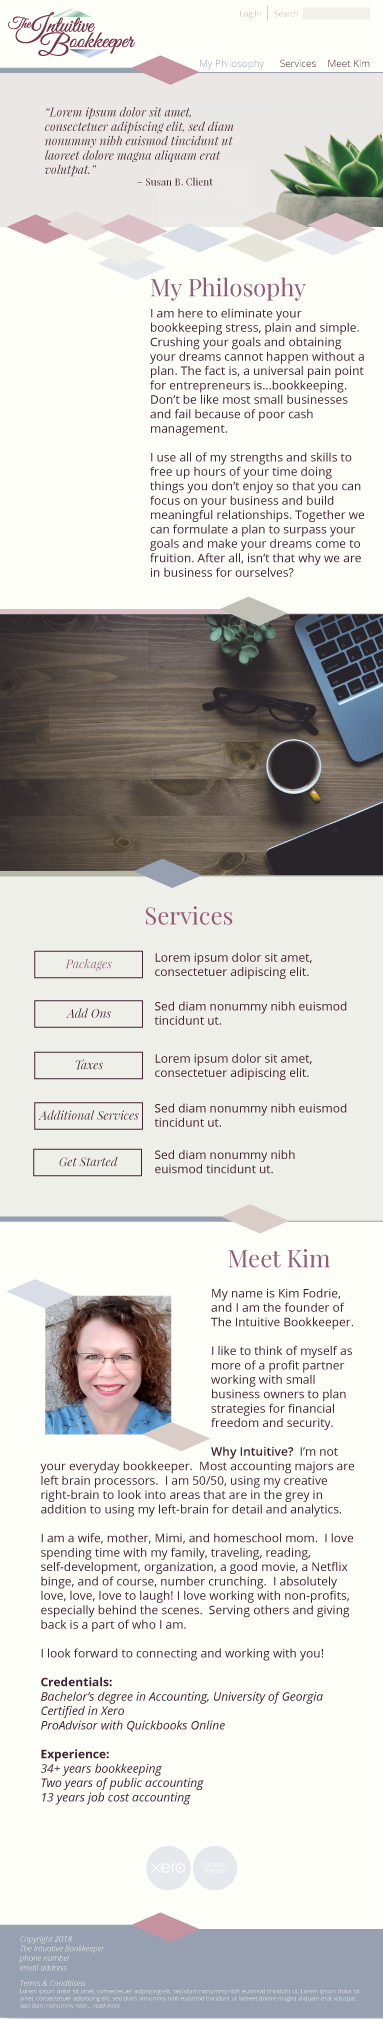 The Intuitive
Bookkeeper
Log In Search
My Philosophy Services Meet Kim
“Lorem ipsum dolor sit amet,
consectetuer adipiscing elit, sed diam
nonummy nibh euismod tincidunt ut
laoreet dolore magna aliquam erat
volutpat.”
– Susan B. Client
My Philosophy
I am here to eliminate your
bookkeeping stress, plain and simple.
Crushing your goals and obtaining
your dreams cannot happen without a
plan. The fact is, a universal pain point
for entrepreneurs is...bookkeeping.
Don’t be like most small businesses
and fail because of poor cash
management.
I use all of my strengths and skills to
free up hours of your time doing
things you don’t enjoy so that you can
focus on your business and build
meaningful relationships. Together we
can formulate a plan to surpass your
goals and make your dreams come to
fruition. After all, isn’t that why we are
in business for ourselves?
Services
Packages
Lorem ipsum dolor sit amet,
consectetuer adipiscing elit.
Add Ons
Sed diam nonummy nibh euismod
tincidunt ut.
Taxes
Lorem ipsum dolor sit amet,
consectetuer adipiscing elit.
Additional Services
Sed diam nonummy nibh euismod
tincidunt ut.
Get Started
Sed diam nonummy nibh
euismod tincidunt ut.
Meet Kim
My name is Kim Fodrie,
and I am the founder of
The Intuitive Bookkeeper.
I like to think of myself as
more of a profit partner
working with small
business owners to plan
strategies for financial
freedom and security.
Why Intuitive? I’m not
your everyday bookkeeper. Most accounting majors are
left brain processors. I am 50/50, using my creative
right-brain to look into areas that are in the grey in
addition to using my left-brain for detail and analytics.
I am a wife, mother, Mimi, and homeschool mom. I love
spending time with my family, traveling, reading,
self-development, organization, a good movie, a Netflix
binge, and of course, number crunching. I absolutely
love, love, love to laugh! I love working with non-profits,
especially behind the scenes. Serving others and giving
back is a part of who I am.
I look forward to connecting and working with you!
Credentials:
Bachelor’s degree in Accounting, University of Georgia
Certified in Xero
ProAdvisor with Quickbooks Online
Experience:
34+ years bookkeeping
Two years of public accounting
13 years job cost accounting
xero
Copyright 2018
The Intuitive Bookkeeper
phone number
email address
Terms & Conditions
Lorem ipsum dolor sit amet, consectetuer adipiscing elit, sed diam nonummy nibh euismod tincidunt ut. Lorem ipsum dolor sit
amet, consectetuer adipiscing elit, sed diam nonummy nibh euismod tincidunt ut laoreet dolore magna aliquam erat volutpat.
Sed diam nonummy nibh... read more